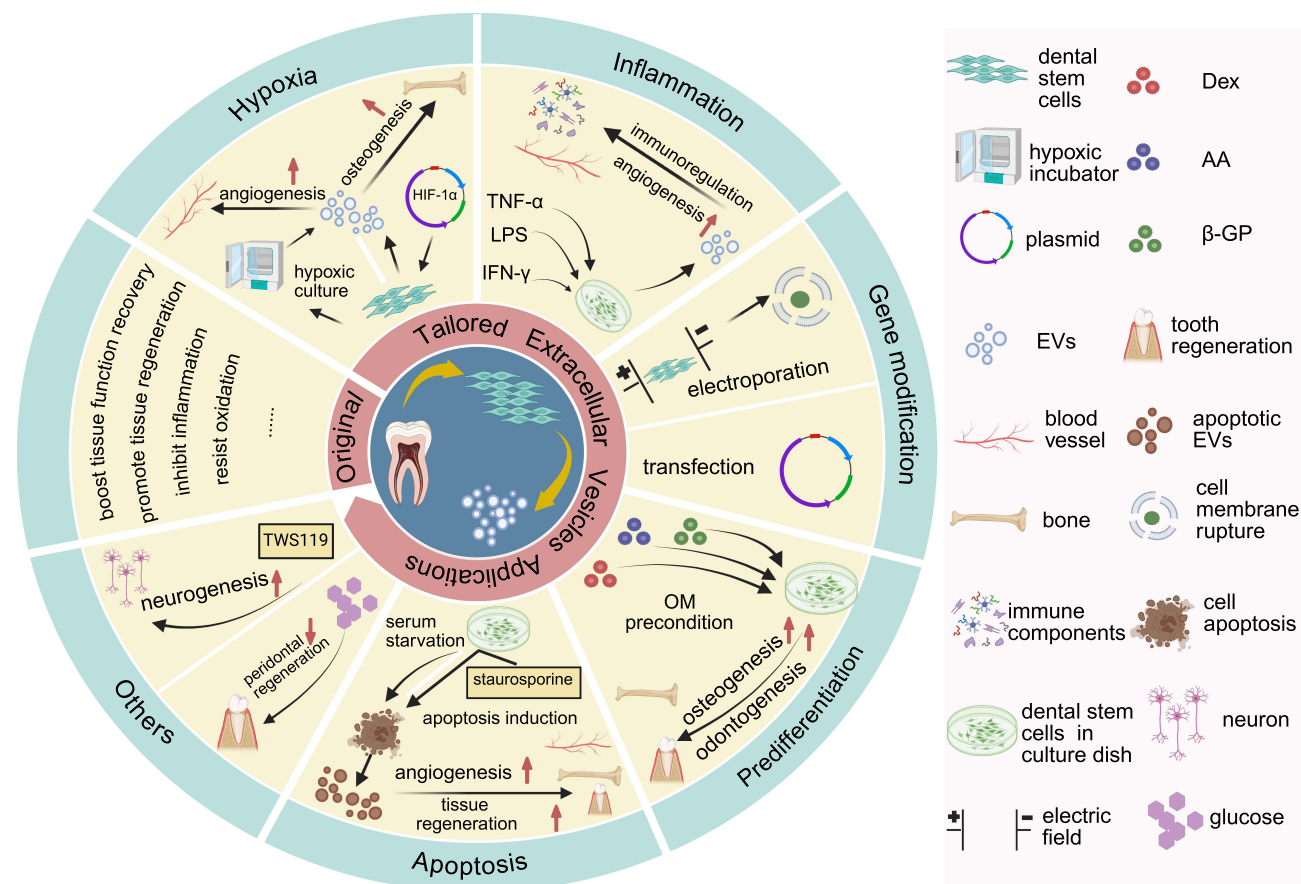 Hypoxia
osteogenesis
angiogenesis
HIF-1α
hypoxic
culture
Inflammation
immunoregulation
angiogenesis
TNF-α
LPS
IFN-γ
Gene modification
electroporation
transfection
Predifferentiation
OM
precondition
osteogenesis
odontogenesis
Apoptosis
serum
starvation
staurosporine
apoptosis induction
angiogenesis
tissue
regeneration
Others
TWS119
neurogenesis
peridontal
regeneration
boost tissue function recovery
promote tissue regeneration
inhibit inflammation
resist oxidation
......
Original
Tailored Extracellular Vesicles Applications
dental
stem
cells
Dex
hypoxic
incubator
AA
plasmid
β-GP
EVs
tooth
regeneration
blood
vessel
apoptotic
EVs
bone
cell
membrane
rupture
immune
components
cell
apoptosis
dental stem
cells in
culture dish
neuron
electric
field
glucose